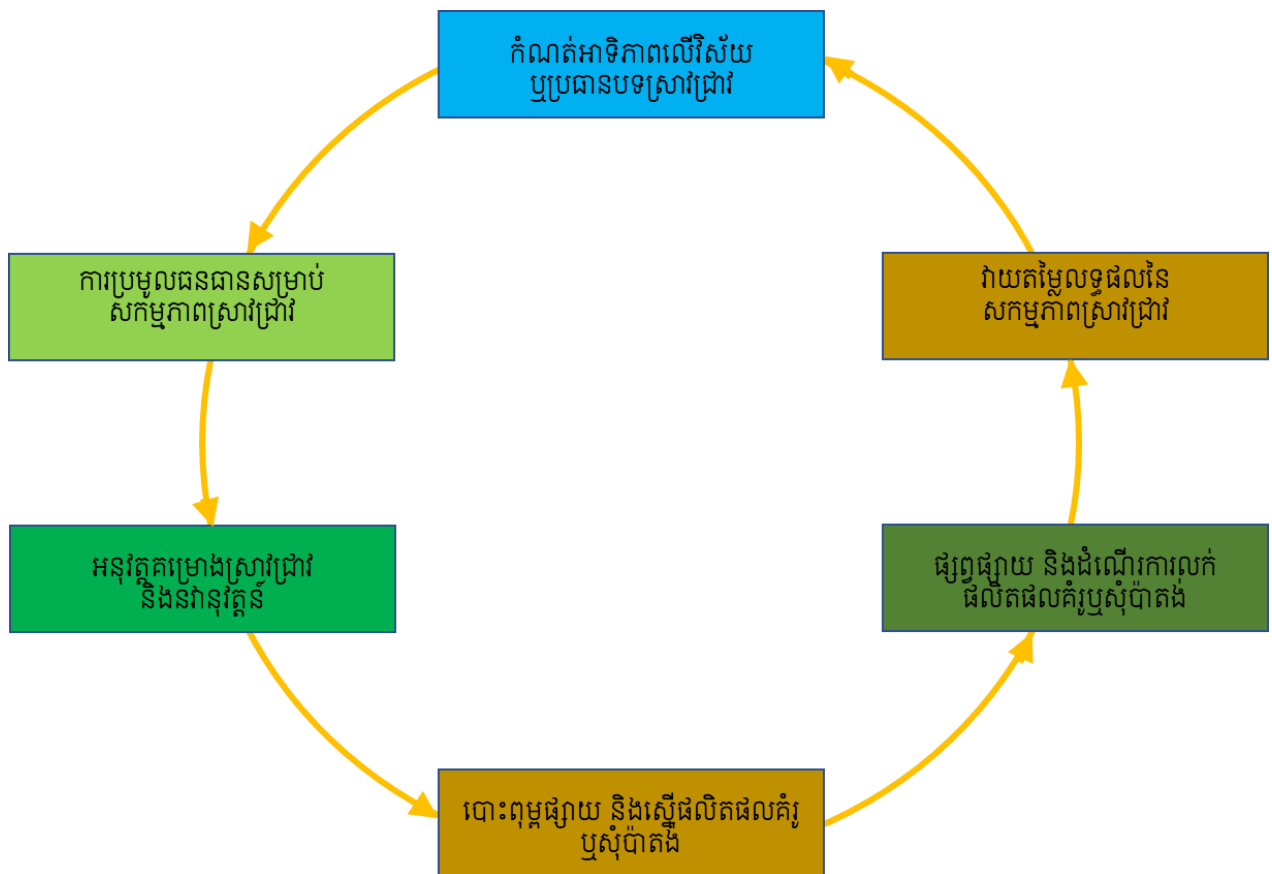 កំណត់អាទិភាពលើវិស័យ
ឬប្រធានបទស្រាវជ្រាវ
ការប្រមូលធនធានសម្រាប់
សកម្មភាពស្រាវជ្រាវ
អនុវត្តគម្រោងស្រាវជ្រាវ
និងនវានុវត្តន៍
បោះពុម្ពផ្សាយ និងស្នើផលិតផលគំរូ
ឬសុំប៉ាតង់
ផ្សព្វផ្សាយ និងដំណើរការលក់
ផលិតផលគំរូឬសុំប៉ាតង់
វាយតម្លៃលទ្ធផលនៃ
សកម្មភាពស្រាវជ្រាវ